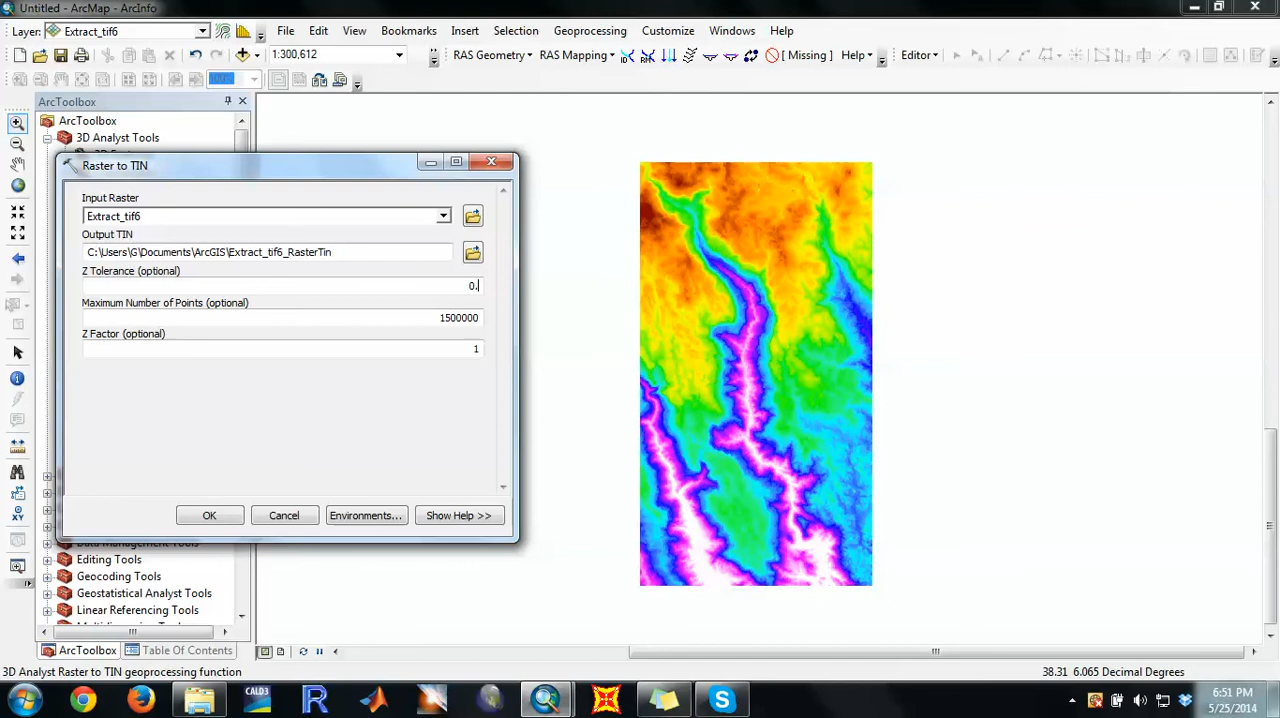 Untitled - ArcMap - ArcInfo
Layer: Extract_tif6
File Edit View Bookmarks Insert Selection Geoprocessing Customize Windows Help
1:300.612
RAS Geometry RAS Mapping [ Missing ] Help Editor
ArcToolbox
ArcToolbox
3D Analyst Tools
Raster to TIN
Input Raster
Extract_tif6
Output TIN
C:\Users\G\Documents\ArcGIS\Extract_tif6_RasterTin
Z Tolerance (optional)
0.
Maximum Number of Points (optional)
1500000
Z Factor (optional)
1
OK Cancel Environments... Show Help >>
Editing Tools
Geocoding Tools
Geostatistical Analyst Tools
Linear Referencing Tools
ArcToolbox Table Of Contents
3D Analyst Raster to TIN geoprocessing function
38.31 6.065 Decimal Degrees
CALD3
6:51 PM
5/25/2014